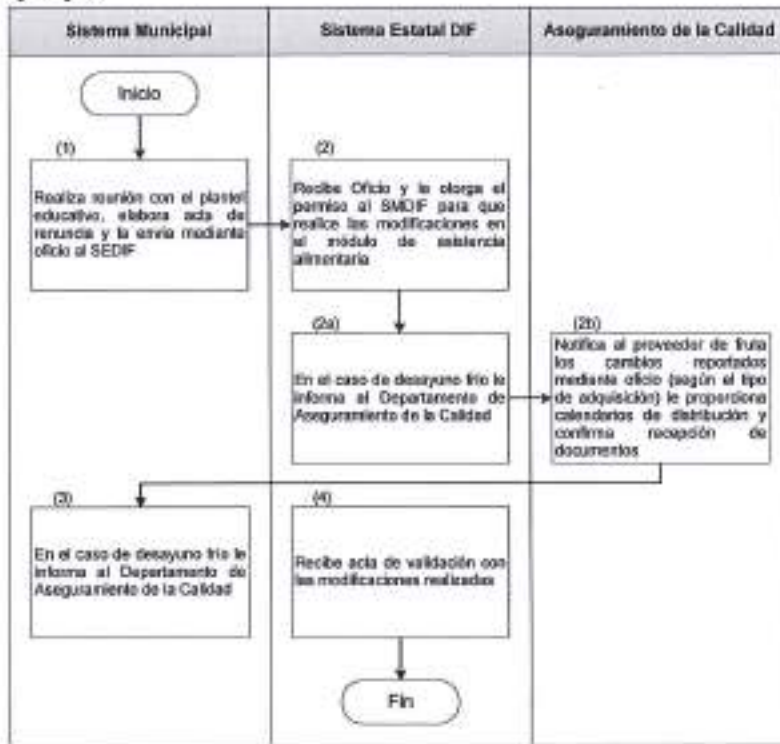 Sistema Municipal
Sistema Estatal DIF
Aseguramiento de la Calidad
Inicio
(1)
Realiza reunión con el plantel
educativo, elabora acta de
renuncia y la envía mediante
oficio al SEDIF
(2)
Recibe Oficio y le otorga el
permiso al SMDIF para que
realice las modificaciones en
el módulo de asistencia
alimentaria
(2a)
En el caso de desayuno frío le
informa al Departamento de
Aseguramiento de la Calidad
(2b)
Notifica al proveedor de fruta
los cambios reportados
mediante oficio (según el tipo
de adquisición) le proporciona
calendarios de distribución y
confirma recepción de
documentos
(3)
En el caso de desayuno frío le
informa al Departamento de
Aseguramiento de la Calidad
(4)
Recibe acta de validación con
las modificaciones realizadas
Fin